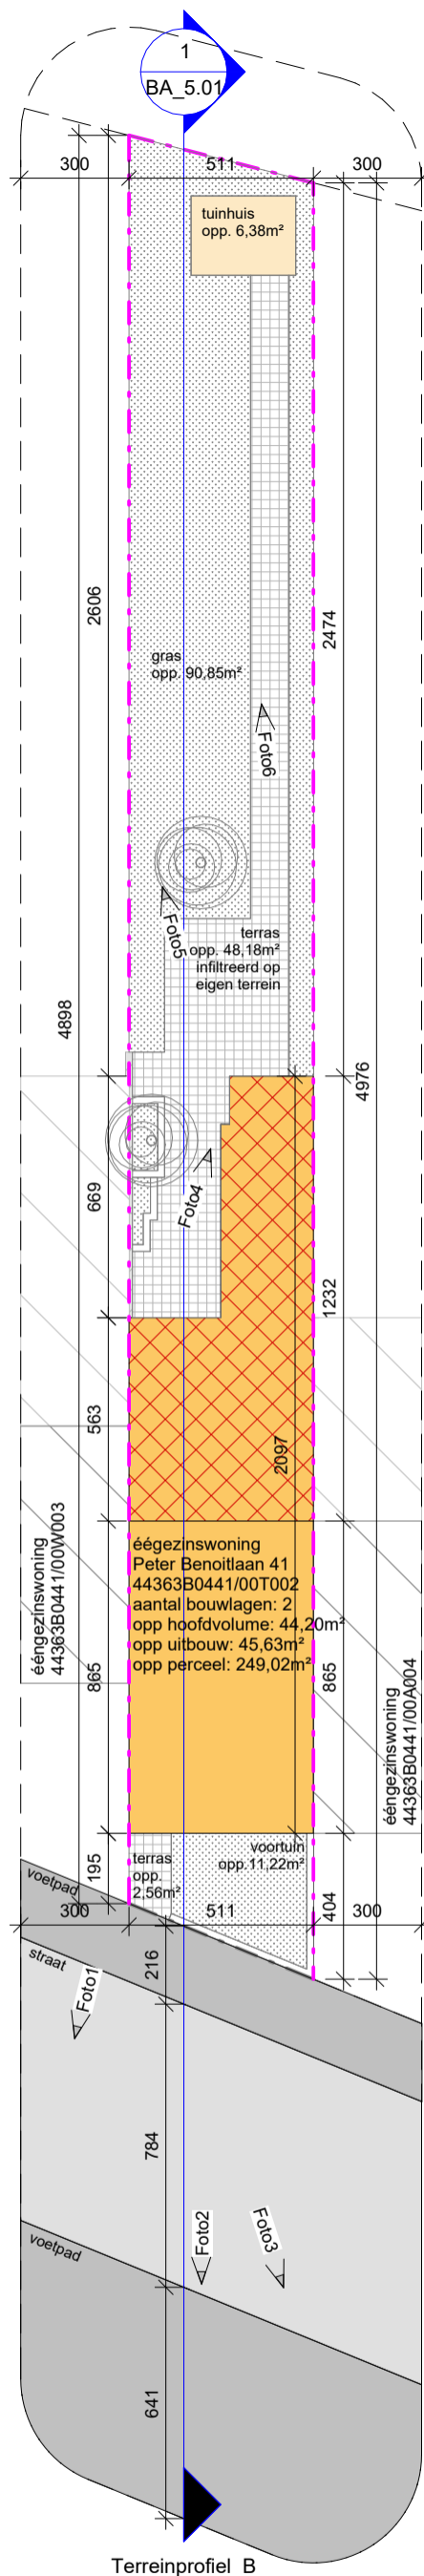 1
BA_5.01
300
511
300
tuinhuis
opp. 6,38m²
2606
2474
gras
opp. 90,85m²
Foto6
Foto5
terras
opp. 48,18m²
infiltreerd op
eigen terrein
4898
4976
669
Foto4
1232
563
2097
éégezinswoning
Peter Benoitlaan 41
44363B0441/00T002
aantal bouwlagen: 2
opp hoofdvolume: 44,20m²
opp uitbouw: 45,63m²
opp perceel: 249,02m²
ééngezinswoning
44363B0441/00W003
865
865
ééngezinswoning
44363B0441/00A004
195
terras
opp.
2,56m²
voortuin
opp.11,22m²
404
voetpad
300
511
300
straat
216
Foto1
784
Foto2
Foto3
voetpad
641
Terreinprofiel B